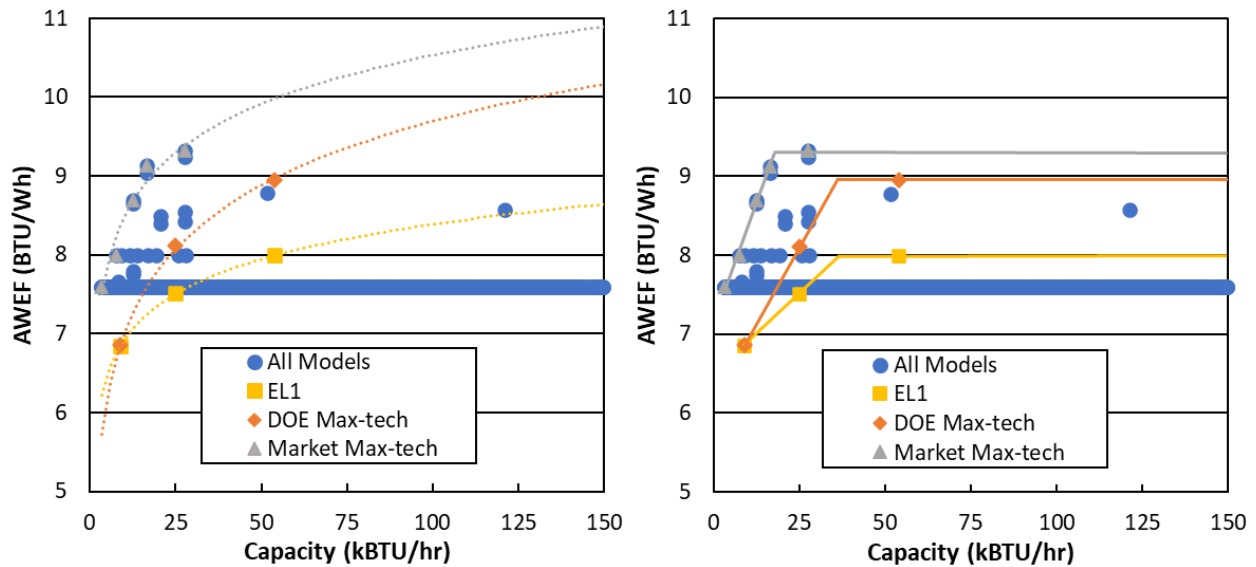 11
10
9
8
7
6
5
AWEF (BTU/Wh)
All Models
EL1
DOE Max-tech
Market Max-tech
0 25 50 75 100 125 150
Capacity (kBTU/hr)
11
10
9
8
7
6
5
AWEF (BTU/Wh)
All Models
EL1
DOE Max-tech
Market Max-tech
0 25 50 75 100 125 150
Capacity (kBTU/hr)